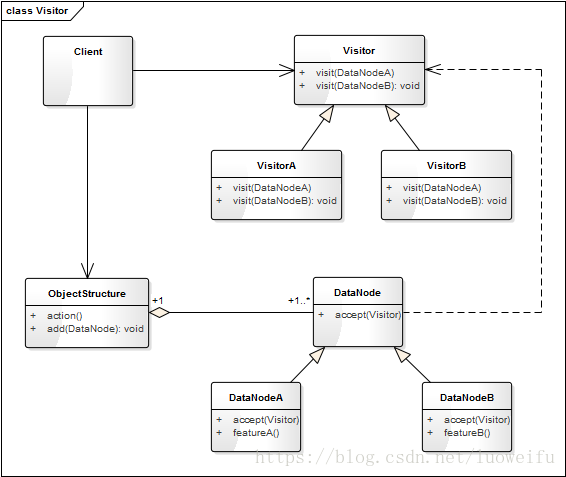 class Visitor
Client
Visitor
+ visit(DataNodeA)
+ visit(DataNodeB): void
VisitorA
+ visit(DataNodeA)
+ visit(DataNodeB): void
VisitorB
+ visit(DataNodeA)
+ visit(DataNodeB): void
ObjectStructure
+ action()
+ add(DataNode): void
+1
+1..*
DataNode
+ accept(Visitor)
DataNodeA
+ accept(Visitor)
+ featureA()
DataNodeB
+ accept(Visitor)
+ featureB()
https://blog.csdn.net/luoweifu